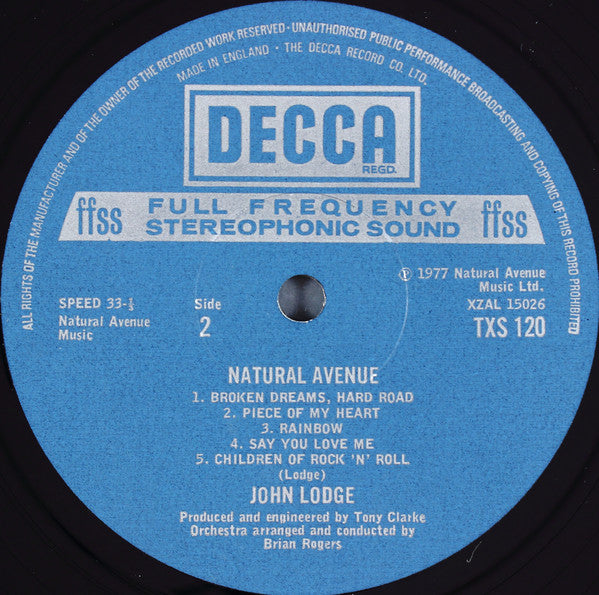 ALL RIGHTS OF THE MANUFACTURER AND OF THE OWNER OF THE RECORDED WORK RESERVED · UNAUTHORISED PUBLIC PERFORMANCE BROADCASTING AND COPYING OF THIS RECORD PROHIBITED
MADE IN ENGLAND · THE DECCA RECORD CO. LTD.
DECCA
REGD.
ffss FULL FREQUENCY ffss
STEREOPHONIC SOUND
℗ 1977 Natural Avenue
Music Ltd.
SPEED 33-⅓ Side XZAL 15026
Natural Avenue 2 TXS 120
Music
NATURAL AVENUE
1. BROKEN DREAMS, HARD ROAD
2. PIECE OF MY HEART
3. RAINBOW
4. SAY YOU LOVE ME
5. CHILDREN OF ROCK 'N' ROLL
(Lodge)
JOHN LODGE
Produced and engineered by Tony Clarke
Orchestra arranged and conducted by
Brian Rogers